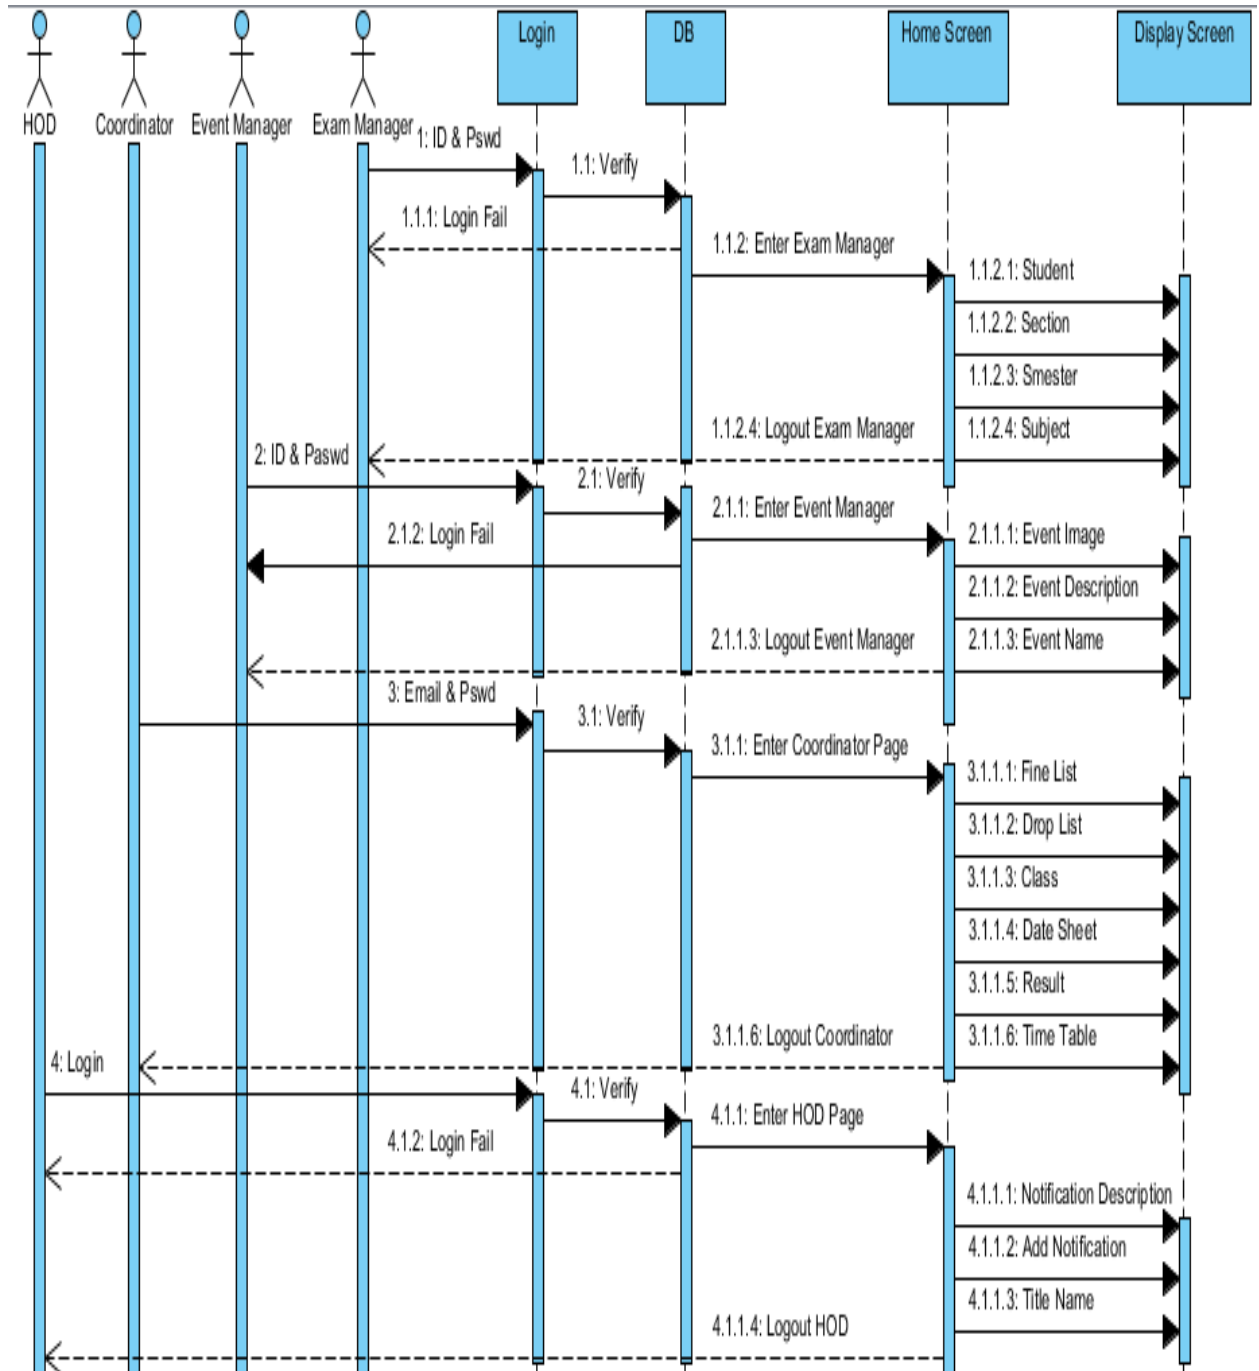 Login
DB
Home Screen
Display Screen
HOD
Coordinator
Event Manager
Exam Manager
1: ID & Pswd
1.1: Verify
1.1.1: Login Fail
1.1.2: Enter Exam Manager
1.1.2.1: Student
1.1.2.2: Section
1.1.2.3: Smester
1.1.2.4: Logout Exam Manager
1.1.2.4: Subject
2: ID & Paswd
2.1: Verify
2.1.1: Enter Event Manager
2.1.2: Login Fail
2.1.1.1: Event Image
2.1.1.2: Event Description
2.1.1.3: Logout Event Manager
2.1.1.3: Event Name
3: Email & Pswd
3.1: Verify
3.1.1: Enter Coordinator Page
3.1.1.1: Fine List
3.1.1.2: Drop List
3.1.1.3: Class
3.1.1.4: Date Sheet
3.1.1.5: Result
3.1.1.6: Logout Coordinator
3.1.1.6: Time Table
4: Login
4.1: Verify
4.1.1: Enter HOD Page
4.1.2: Login Fail
4.1.1.1: Notification Description
4.1.1.2: Add Notification
4.1.1.3: Title Name
4.1.1.4: Logout HOD